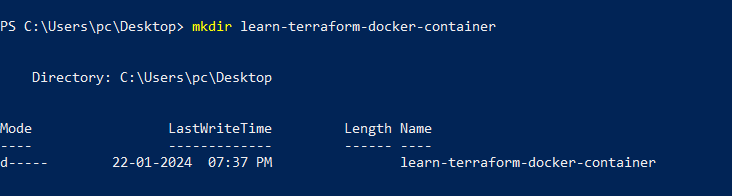 PS C:\Users\pc\Desktop> mkdir learn-terraform-docker-container
Directory: C:\Users\pc\Desktop
Mode                 LastWriteTime         Length Name
----                 -------------         ------ ----
d-----        22-01-2024  07:37 PM                learn-terraform-docker-container